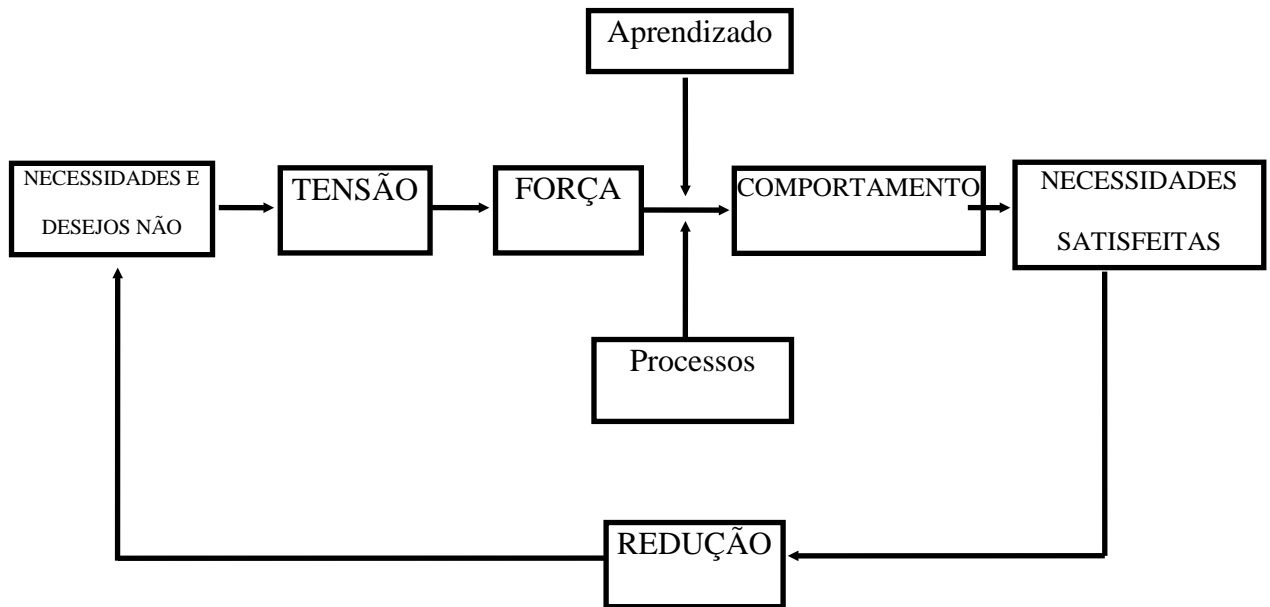 Aprendizado
NECESSIDADES E
DESEJOS NÃO
TENSÃO
FORÇA
COMPORTAMENTO
NECESSIDADES
SATISFEITAS
Processos
REDUÇÃO